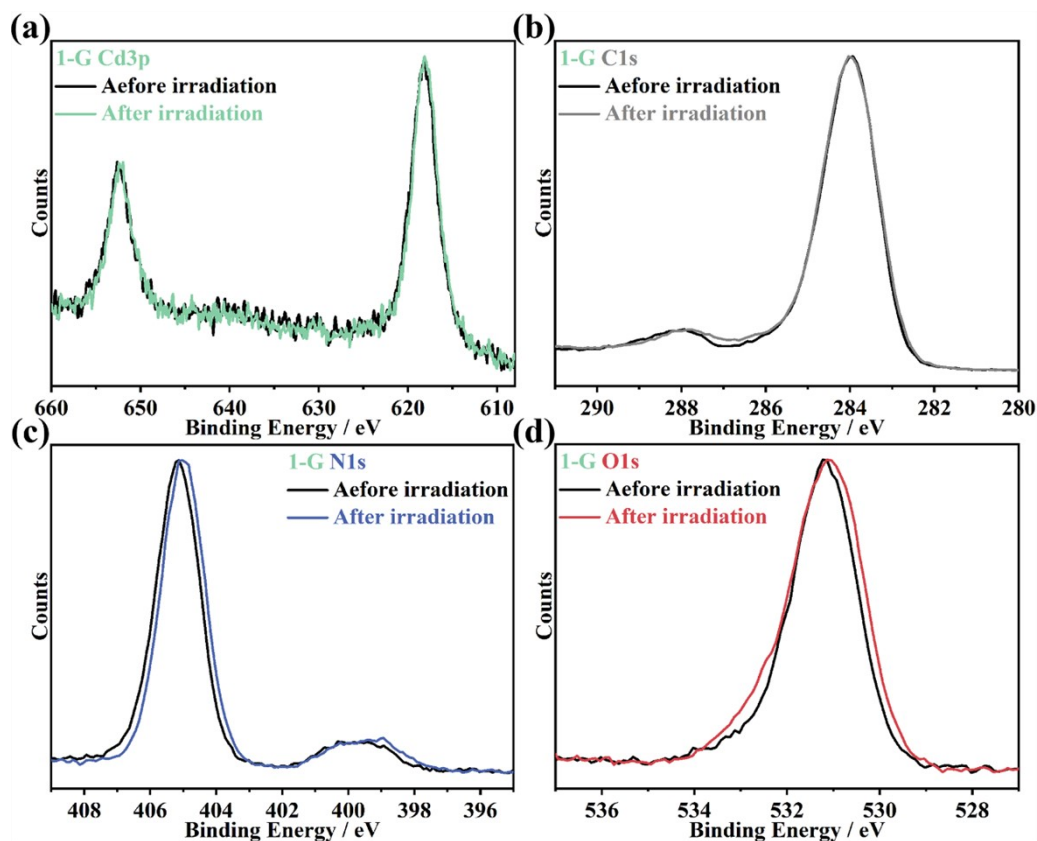 (a)
1-G Cd3p
Aefore irradiation
After irradiation
Counts
660 650 640 630 620 610
Binding Energy / eV
(b)
1-G C1s
Aefore irradiation
After irradiation
Counts
290 288 286 284 282 280
Binding Energy / eV
(c)
1-G N1s
Aefore irradiation
After irradiation
Counts
408 406 404 402 400 398 396
Binding Energy / eV
(d)
1-G O1s
Aefore irradiation
After irradiation
Counts
536 534 532 530 528
Binding Energy / eV